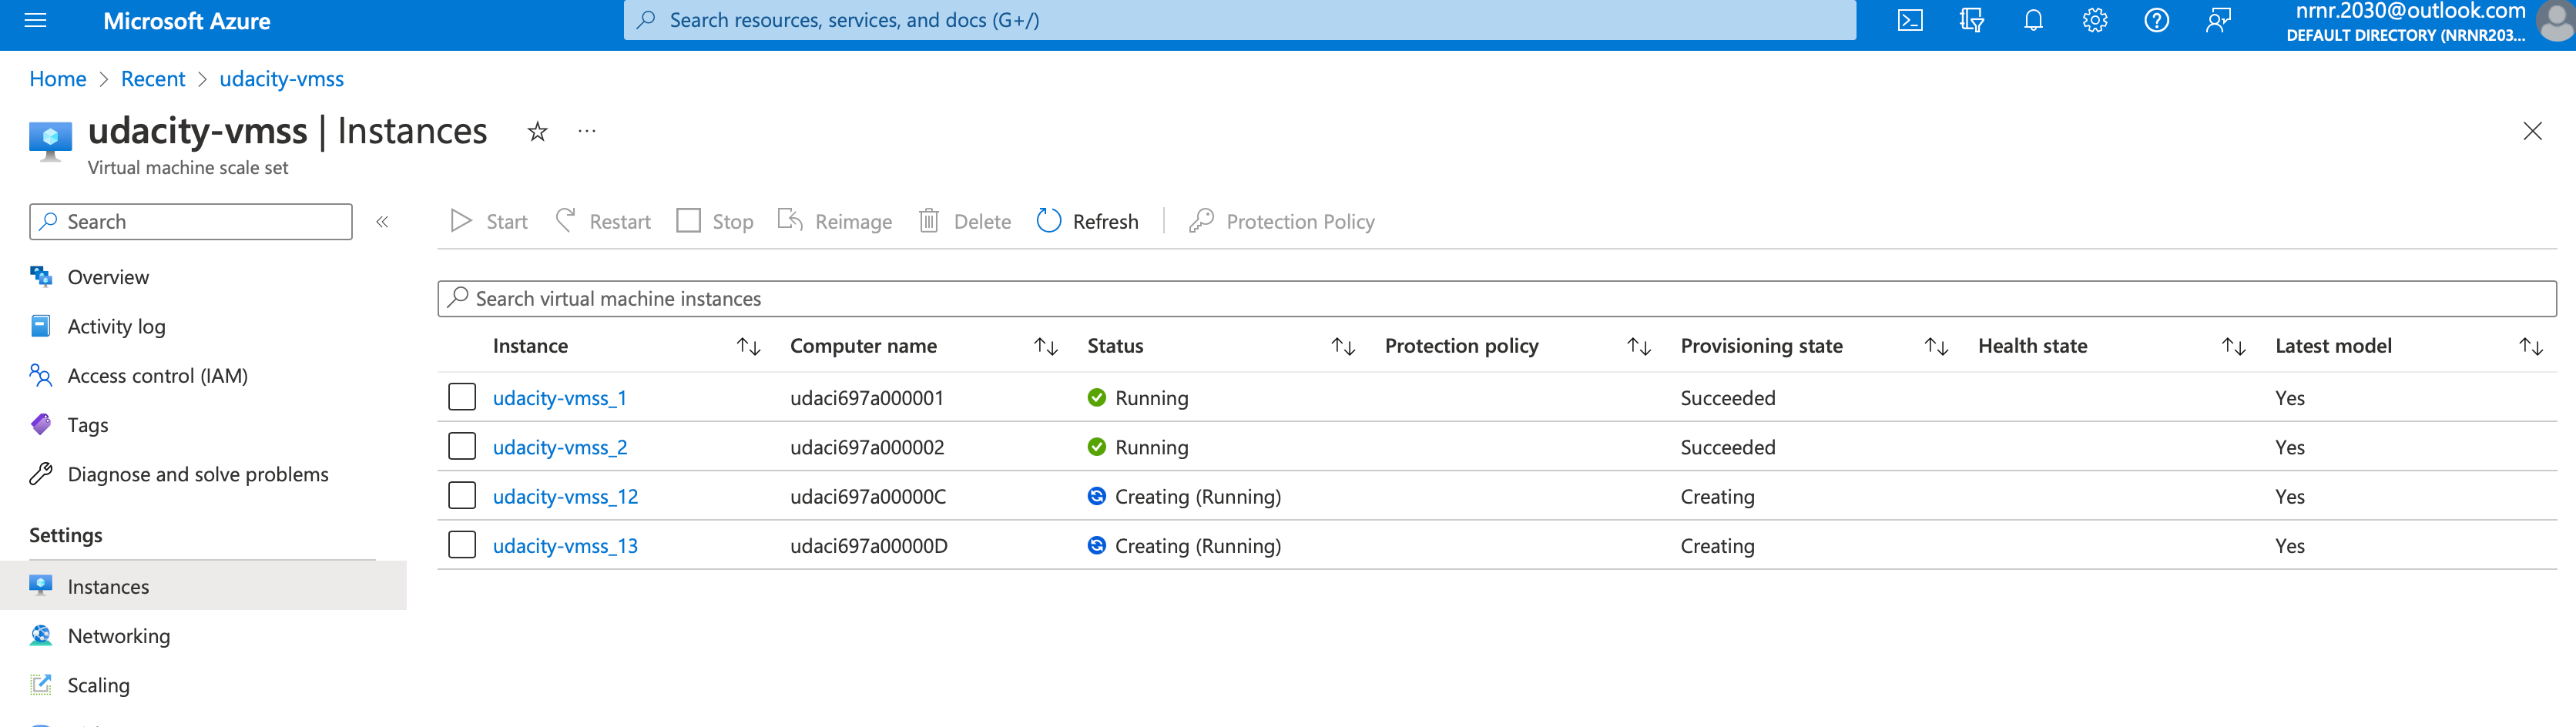 Microsoft Azure
Search resources, services, and docs (G+/)
nrnr.2030@outlook.com
DEFAULT DIRECTORY (NRNR203...
Home > Recent > udacity-vmss
udacity-vmss | Instances ☆ ...
Virtual machine scale set
Search «
Start Restart Stop Reimage Delete Refresh Protection Policy
Overview
Activity log
Access control (IAM)
Tags
Diagnose and solve problems
Settings
Instances
Networking
Scaling
Search virtual machine instances
Instance Computer name Status Protection policy Provisioning state Health state Latest model
udacity-vmss_1 udaci697a000001 Running Succeeded Yes
udacity-vmss_2 udaci697a000002 Running Succeeded Yes
udacity-vmss_12 udaci697a00000C Creating (Running) Creating Yes
udacity-vmss_13 udaci697a00000D Creating (Running) Creating Yes